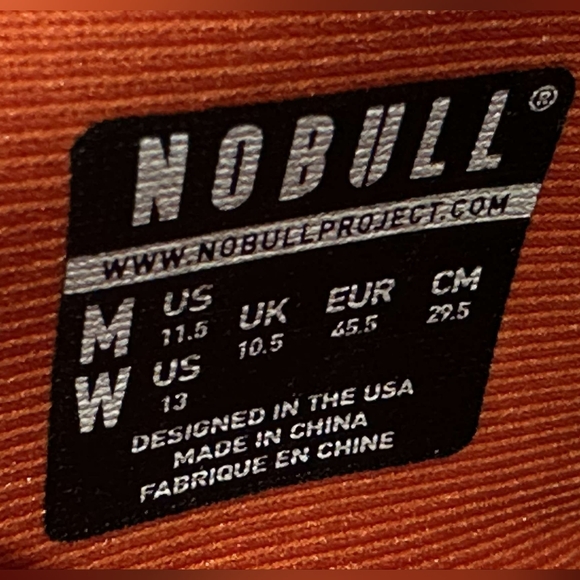 NOBULL®
WWW.NOBULLPROJECT.COM
M US UK EUR CM
11.5 10.5 45.5 29.5
W US
13
DESIGNED IN THE USA
MADE IN CHINA
FABRIQUE EN CHINE